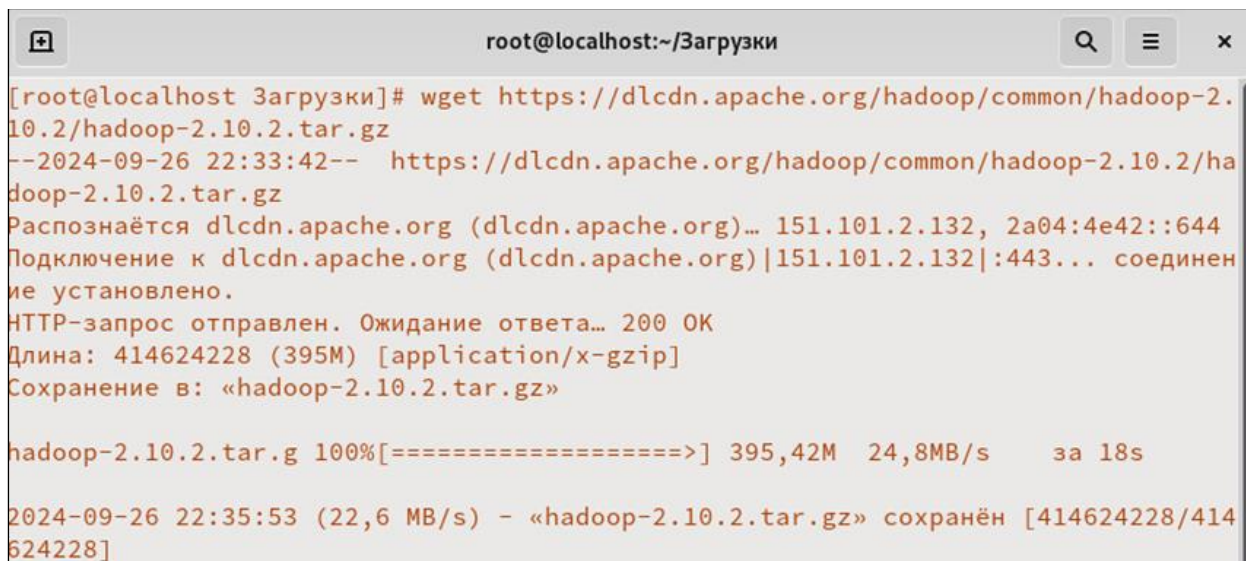 root@localhost:~/Загрузки
[root@localhost Загрузки]# wget https://dlcdn.apache.org/hadoop/common/hadoop-2.
10.2/hadoop-2.10.2.tar.gz
--2024-09-26 22:33:42--  https://dlcdn.apache.org/hadoop/common/hadoop-2.10.2/ha
doop-2.10.2.tar.gz
Распознаётся dlcdn.apache.org (dlcdn.apache.org)… 151.101.2.132, 2a04:4e42::644
Подключение к dlcdn.apache.org (dlcdn.apache.org)|151.101.2.132|:443... соединен
ие установлено.
HTTP-запрос отправлен. Ожидание ответа… 200 OK
Длина: 414624228 (395M) [application/x-gzip]
Сохранение в: «hadoop-2.10.2.tar.gz»
hadoop-2.10.2.tar.g 100%[===================>] 395,42M  24,8MB/s    за 18s
2024-09-26 22:35:53 (22,6 MB/s) - «hadoop-2.10.2.tar.gz» сохранён [414624228/414
624228]